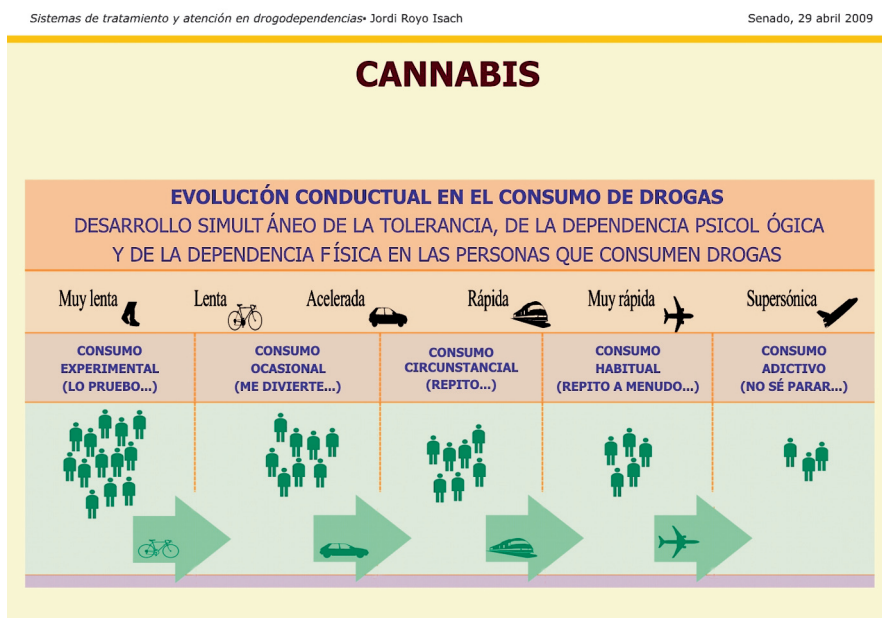 Sistemas de tratamiento y atención en drogodependencias• Jordi Royo Isach
Senado, 29 abril 2009
CANNABIS
EVOLUCIÓN CONDUCTUAL EN EL CONSUMO DE DROGAS
DESARROLLO SIMULT ÁNEO DE LA TOLERANCIA, DE LA DEPENDENCIA PSICOL ÓGICA
Y DE LA DEPENDENCIA FÍSICA EN LAS PERSONAS QUE CONSUMEN DROGAS
Muy lenta
Lenta
Acelerada
Rápida
Muy rápida
Supersónica
CONSUMO
EXPERIMENTAL
(LO PRUEBO...)
CONSUMO
OCASIONAL
(ME DIVIERTE...)
CONSUMO
CIRCUNSTANCIAL
(REPITO...)
CONSUMO
HABITUAL
(REPITO A MENUDO...)
CONSUMO
ADICTIVO
(NO SÉ PARAR...)